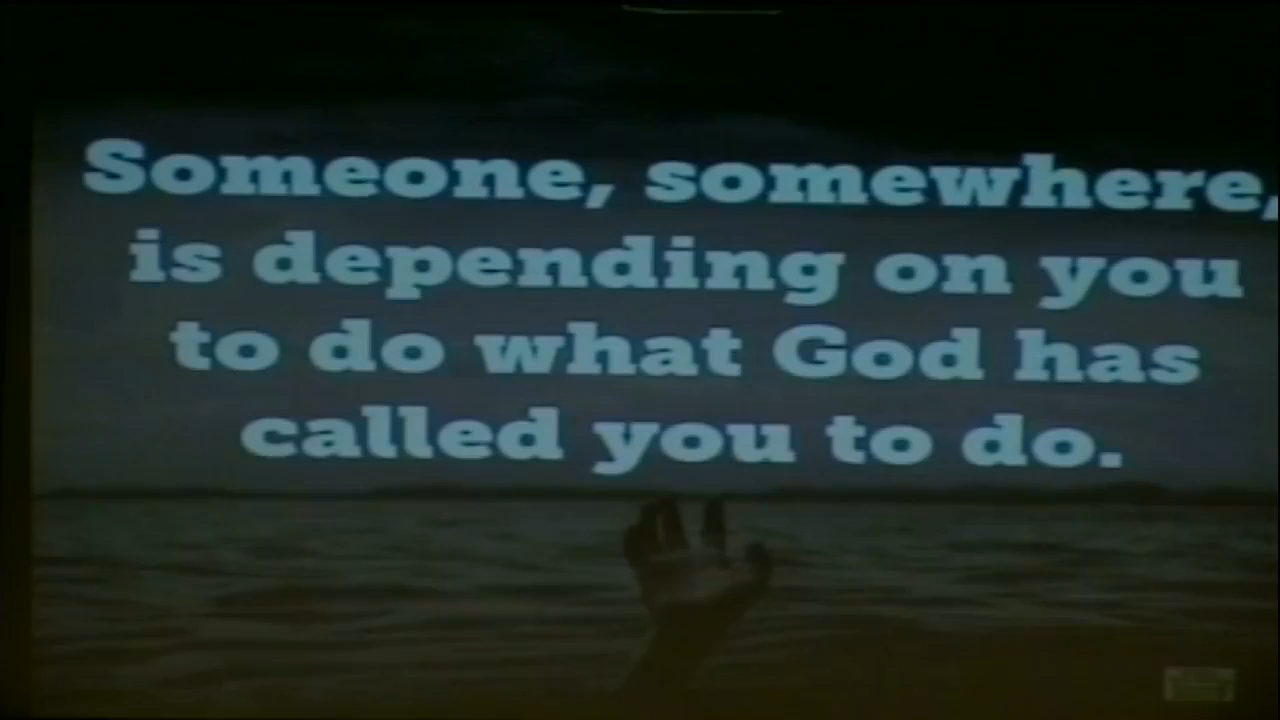 Someone, somewhere,
is depending on you
to do what God has
called you to do.